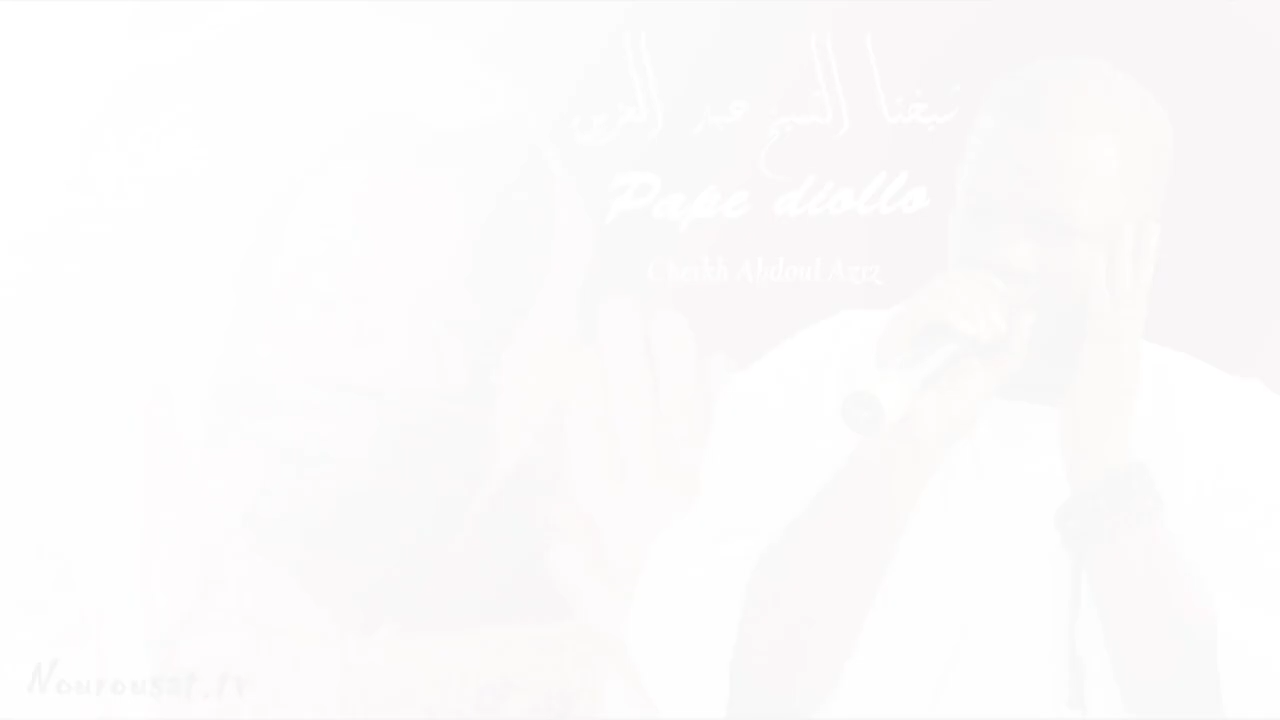 شيخنا الشيخ عبد العزيز
Pape diollo
Cheikh Abdoul Aziz
Nourousat.tv